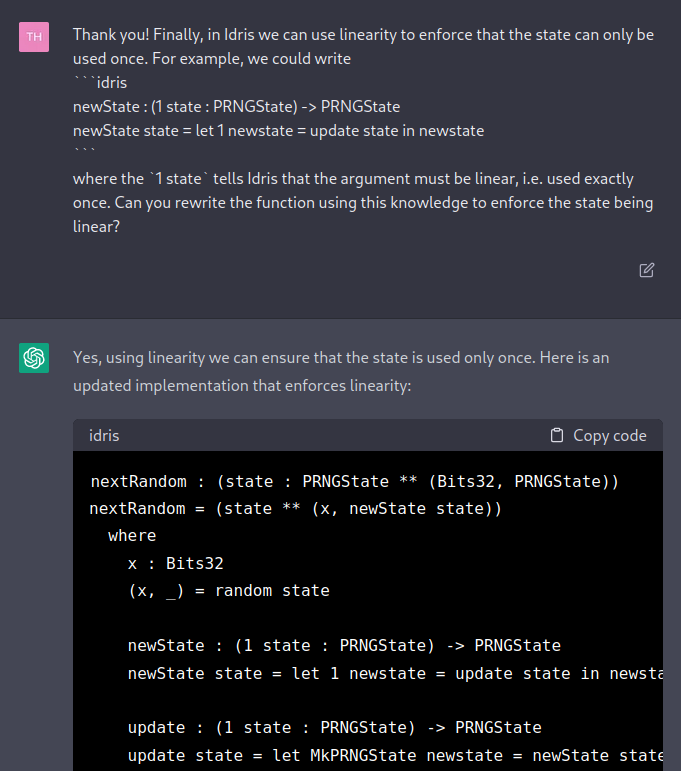 TH
Thank you! Finally, in Idris we can use linearity to enforce that the state can only be
used once. For example, we could write
```idris
newState : (1 state : PRNGState) -> PRNGState
newState state = let 1 newstate = update state in newstate
```
where the `1 state` tells Idris that the argument must be linear, i.e. used exactly
once. Can you rewrite the function using this knowledge to enforce the state being
linear?
Yes, using linearity we can ensure that the state is used only once. Here is an
updated implementation that enforces linearity:
idris Copy code
nextRandom : (state : PRNGState ** (Bits32, PRNGState))
nextRandom = (state ** (x, newState state))
  where
    x : Bits32
    (x, _) = random state
    newState : (1 state : PRNGState) -> PRNGState
    newState state = let 1 newstate = update state in newsta
    update : (1 state : PRNGState) -> PRNGState
    update state = let MkPRNGState newstate = newState state